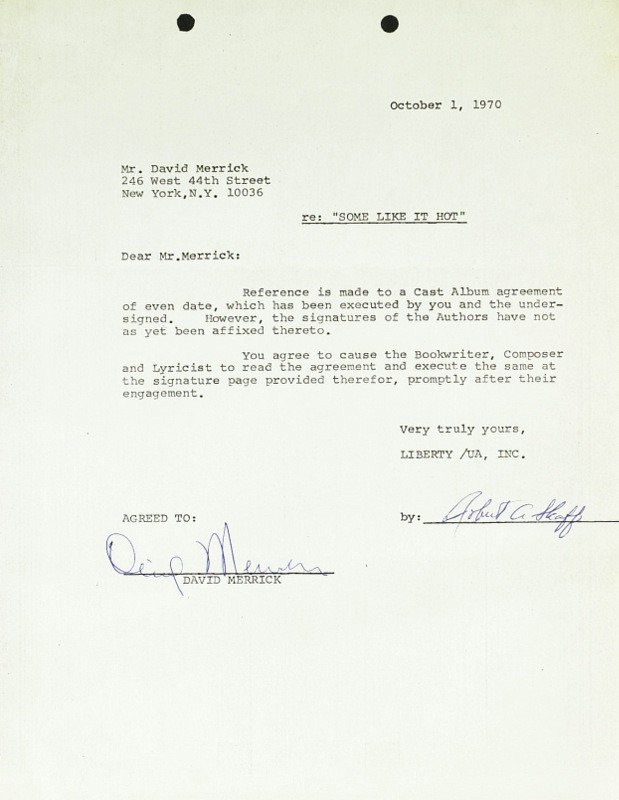 October 1, 1970
Mr. David Merrick
246 West 44th Street
New York,N.Y. 10036
re: "SOME LIKE IT HOT"
Dear Mr.Merrick:
Reference is made to a Cast Album agreement
of even date, which has been executed by you and the under-
signed. However, the signatures of the Authors have not
as yet been affixed thereto.
You agree to cause the Bookwriter, Composer
and Lyricist to read the agreement and execute the same at
the signature page provided therefor, promptly after their
engagement.
Very truly yours,
LIBERTY /UA, INC.
AGREED TO:
by: Robert A
David Merrick
DAVID MERRICK